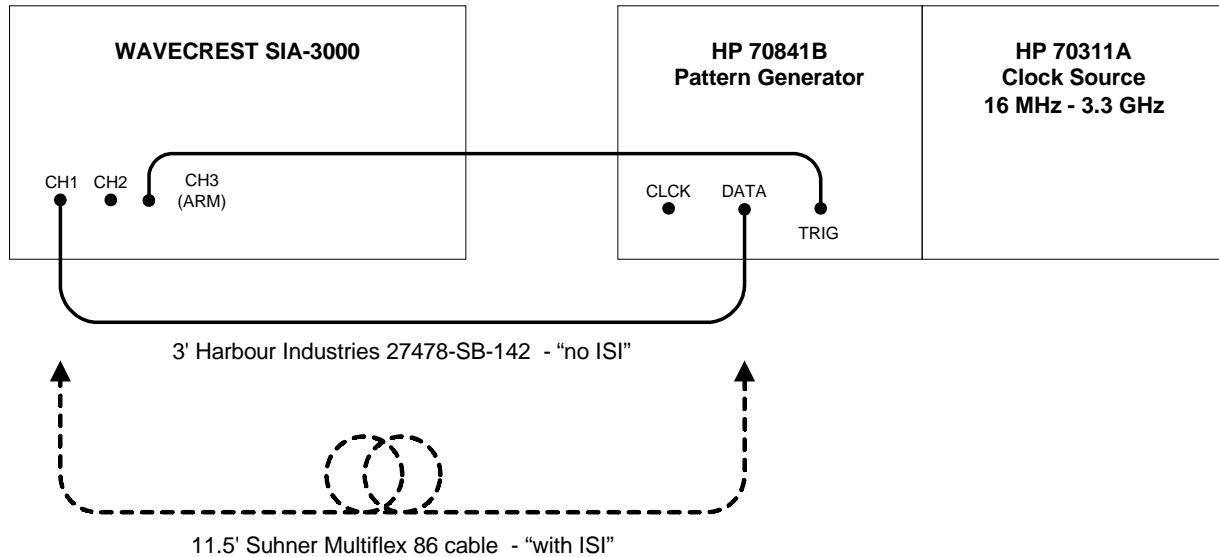 WAVECREST SIA-3000
HP 70841B
Pattern Generator
HP 70311A
Clock Source
16 MHz - 3.3 GHz
CH1
CH2
CH3
(ARM)
CLCK
DATA
TRIG
3' Harbour Industries 27478-SB-142 - “no ISI”
11.5' Suhner Multiflex 86 cable - “with ISI”